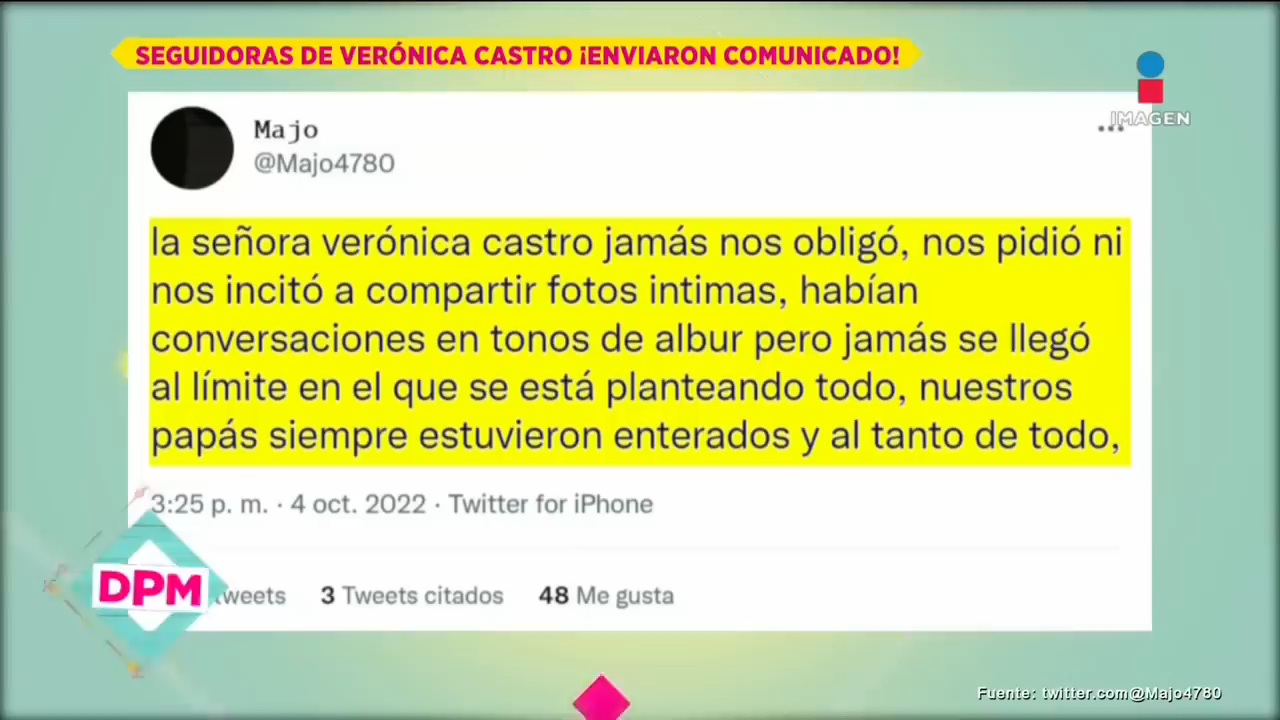 SEGUIDORAS DE VERÓNICA CASTRO ¡ENVIARON COMUNICADO!
IMAGEN
Majo
@Majo4780
la señora verónica castro jamás nos obligó, nos pidió ni
nos incitó a compartir fotos intimas, habían
conversaciones en tonos de albur pero jamás se llegó
al límite en el que se está planteando todo, nuestros
papás siempre estuvieron enterados y al tanto de todo,
3:25 p. m. · 4 oct. 2022 · Twitter for iPhone
3 Tweets citados 48 Me gusta
DPM
Fuente: twitter.com@Majo4780